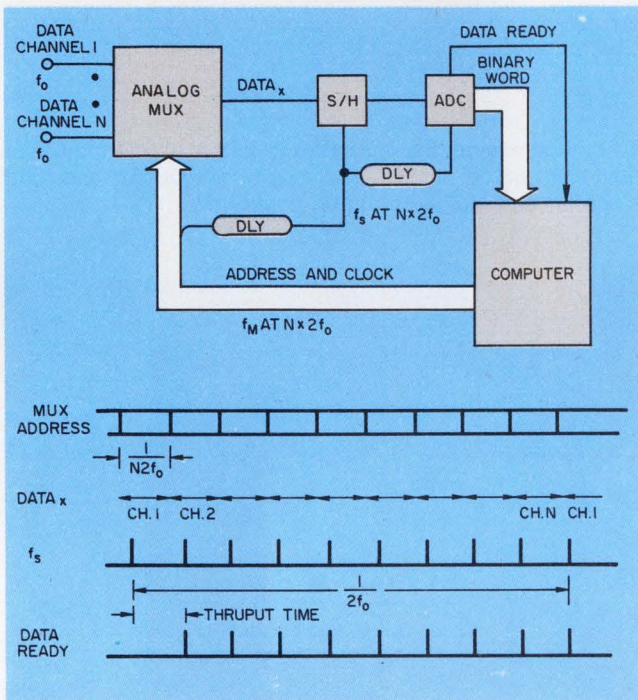 DATA
CHANNEL 1
f₀
DATA
CHANNEL N
f₀
ANALOG
MUX
DATAₓ
S/H
ADC
DATA READY
BINARY
WORD
DLY
fₛ AT N×2f₀
DLY
ADDRESS AND CLOCK
f_M AT N×2f₀
COMPUTER
MUX
ADDRESS
1
N2f₀
DATAₓ
CH. 1
CH. 2
CH. N
CH. 1
fₛ
1
2f₀
THRUPUT TIME
DATA
READY